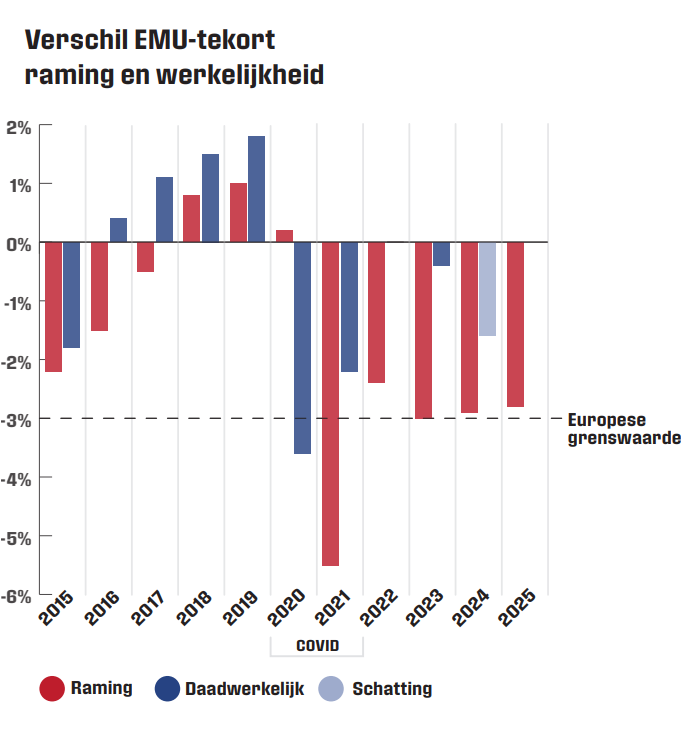 Verschil EMU-tekort
raming en werkelijkheid
2%
1%
0%
-1%
-2%
-3%
-4%
-5%
-6%
Europese
grenswaarde
2015 2016 2017 2018 2019 2020 2021 2022 2023 2024 2025
COVID
Raming Daadwerkelijk Schatting